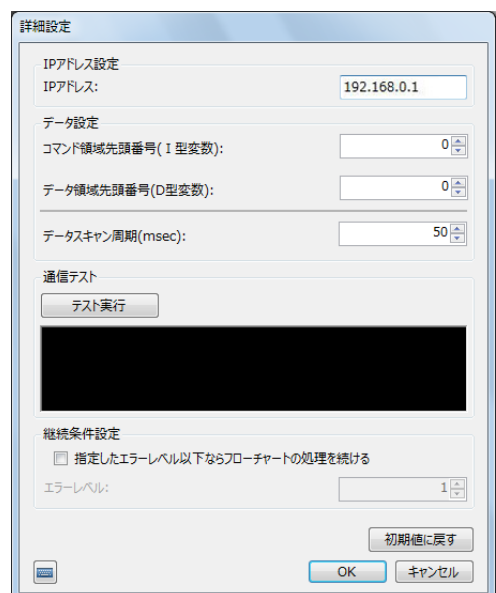 詳細設定
IPアドレス設定
IPアドレス: 192.168.0.1
データ設定
コマンド領域先頭番号(Ⅰ型変数): 0
データ領域先頭番号(D型変数): 0
データスキャン周期(msec): 50
通信テスト
テスト実行
継続条件設定
指定したエラーレベル以下ならフローチャートの処理を続ける
エラーレベル: 1
初期値に戻す
OK キャンセル